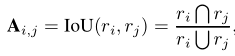 A_{i,j} = IoU(r_i, r_j) = \frac{r_i \bigcap r_j}{r_i \bigcup r_j},